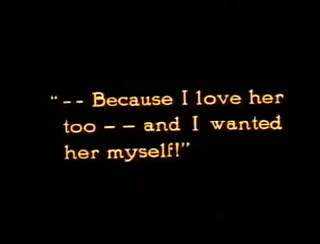 "-- Because I love her
too -- and I wanted
her myself!"